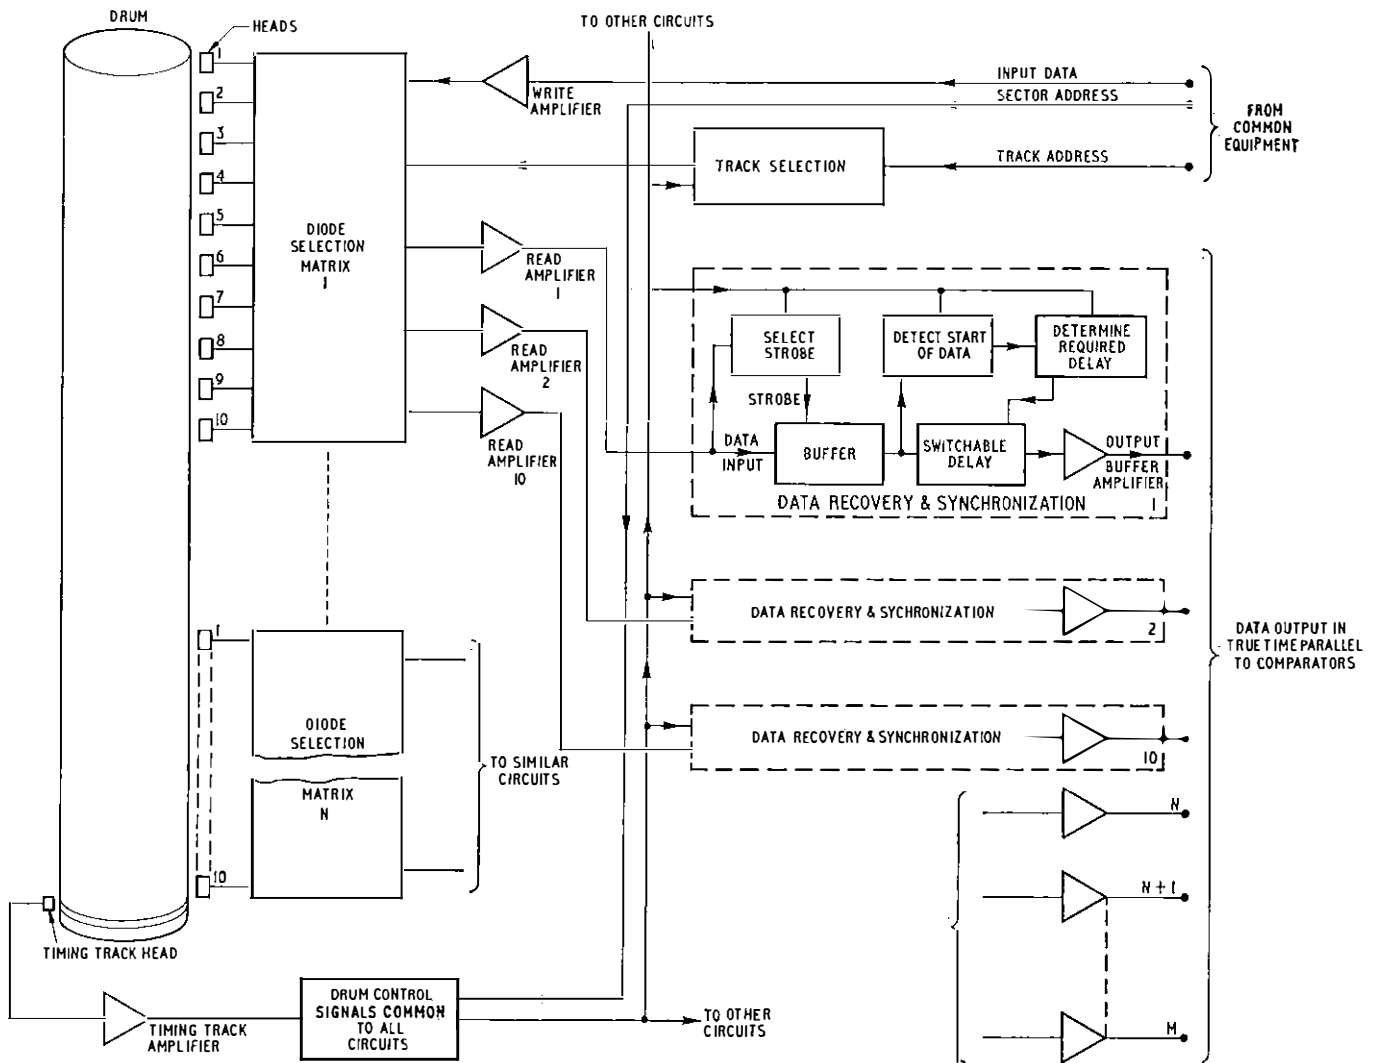 DRUM
HEADS
1
2
3
4
5
6
7
8
9
10
DIODE
SELECTION
MATRIX
1
WRITE
AMPLIFIER
READ
AMPLIFIER
1
READ
AMPLIFIER
2
READ
AMPLIFIER
10
TO OTHER CIRCUITS
INPUT DATA
SECTOR ADDRESS
TRACK ADDRESS
FROM
COMMON
EQUIPMENT
TRACK SELECTION
SELECT
STROBE
DETECT START
OF DATA
DETERMINE
REQUIRED
DELAY
STROBE
DATA
INPUT
BUFFER
SWITCHABLE
DELAY
OUTPUT
BUFFER
AMPLIFIER
DATA RECOVERY & SYNCHRONIZATION
1
DATA RECOVERY & SYCHRONIZATION
2
DATA RECOVERY & SYNCHRONIZATION
10
DATA OUTPUT IN
TRUE TIME PARALLEL
TO COMPARATORS
N
N + 1
M
1
10
DIODE
SELECTION
MATRIX
N
TO SIMILAR
CIRCUITS
TIMING TRACK HEAD
TIMING TRACK
AMPLIFIER
DRUM CONTROL
SIGNALS COMMON
TO ALL
CIRCUITS
TO OTHER
CIRCUITS